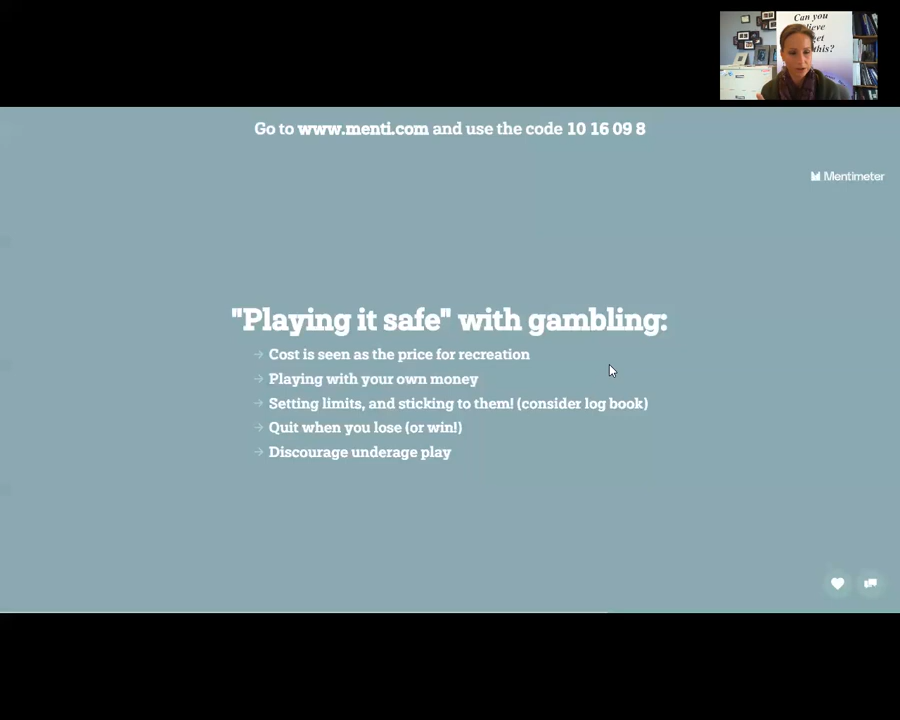 Can you
get
this?
Go to www.menti.com and use the code 10 16 09 8
Mentimeter
"Playing it safe" with gambling:
→ Cost is seen as the price for recreation
→ Playing with your own money
→ Setting limits, and sticking to them! (consider log book)
→ Quit when you lose (or win!)
→ Discourage underage play